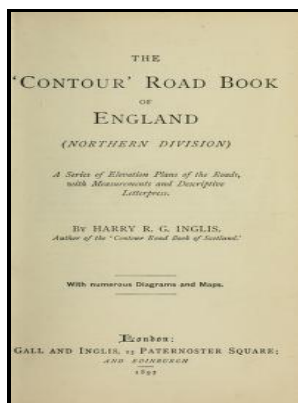 THE
'CONTOUR' ROAD BOOK
OF
ENGLAND
(NORTHERN DIVISION)
A Series of Elevation Plans of the Roads,
with Measurements and Descriptive
Letterpress.
BY HARRY R. G. INGLIS,
Author of the 'Contour Road Book of Scotland.'
With numerous Diagrams and Maps.
London:
GALL AND INGLIS, 25 PATERNOSTER SQUARE;
AND EDINBURGH